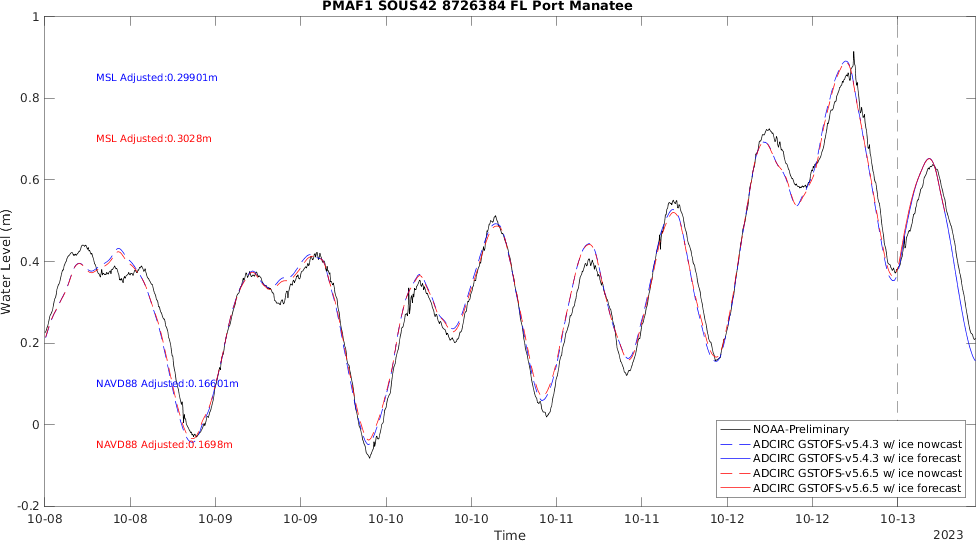 PMAF1 SOUS42 8726384 FL Port Manatee
1
MSL Adjusted:0.29901m
0.8
MSL Adjusted:0.3028m
0.6
Water Level (m)
0.4
0.2
NAVD88 Adjusted:0.16601m
0
NAVD88 Adjusted:0.1698m
NOAA-Preliminary
ADCIRC GSTOFS-v5.4.3 w/ ice nowcast
ADCIRC GSTOFS-v5.4.3 w/ ice forecast
ADCIRC GSTOFS-v5.6.5 w/ ice nowcast
ADCIRC GSTOFS-v5.6.5 w/ ice forecast
-0.2
10-08 10-08 10-09 10-09 10-10 10-10 10-11 10-11 10-12 10-12 10-13
Time
2023